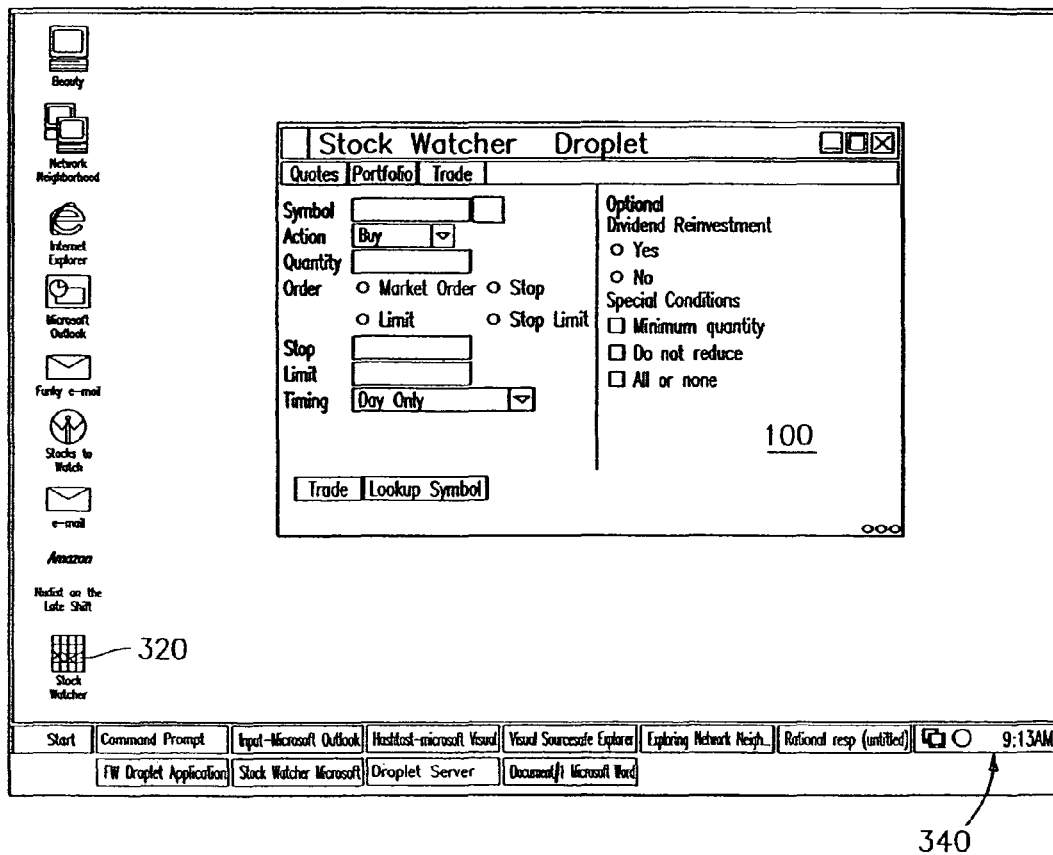 Beauty
Network
Neighborhood
Internet
Explorer
Microsoft
Outlook
Funky e-mail
Stocks to
Watch
e-mail
Amazon
Nudist on the
Late Shift
320
Stock
Watcher
Stock Watcher Droplet
Quotes Portfolio Trade
Symbol
Action Buy
Quantity
Order Market Order Stop
Limit Stop Limit
Stop
Limit
Timing Day Only
Trade Lookup Symbol
Optional
Dividend Reinvestment
Yes
No
Special Conditions
Minimum quantity
Do not reduce
All or none
100
Start Command Prompt Input-Microsoft Outlook Visual Sourcesafe Explorer Exploring Network Neigh... Rational resp (untitled) 9:13AM
FW Droplet Application Stock Watcher Microsoft Droplet Server Microsoft Word
340